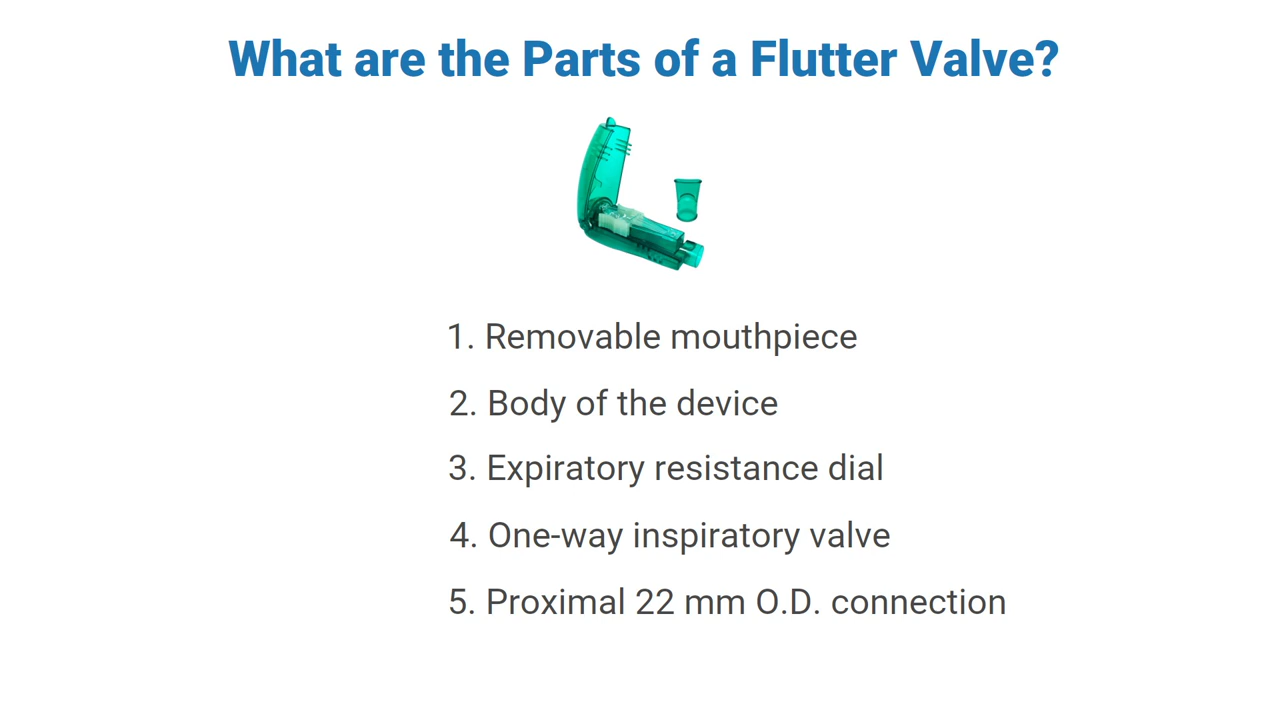 What are the Parts of a Flutter Valve?
1. Removable mouthpiece
2. Body of the device
3. Expiratory resistance dial
4. One-way inspiratory valve
5. Proximal 22 mm O.D. connection